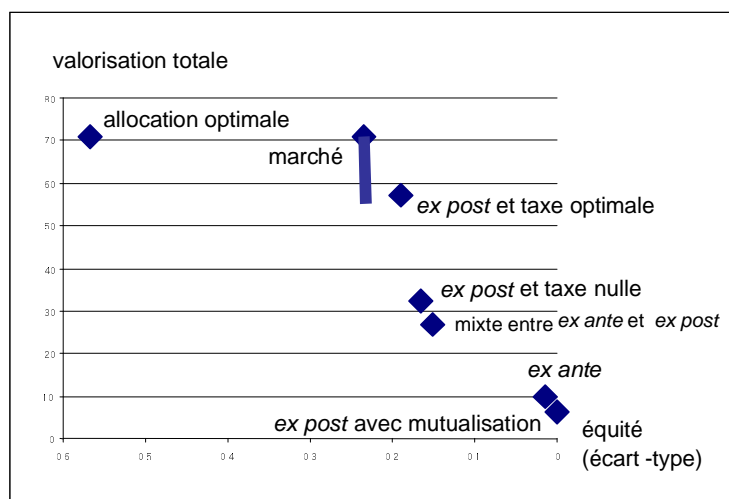 valorisation totale
80
allocation optimale
70
marché
60
ex post et taxe optimale
50
40
ex post et taxe nulle
30
mixte entre ex ante et ex post
20
ex ante
10
ex post avec mutualisation
équité
(écart -type)
0
0.6 0.5 0.4 0.3 0.2 0.1 0